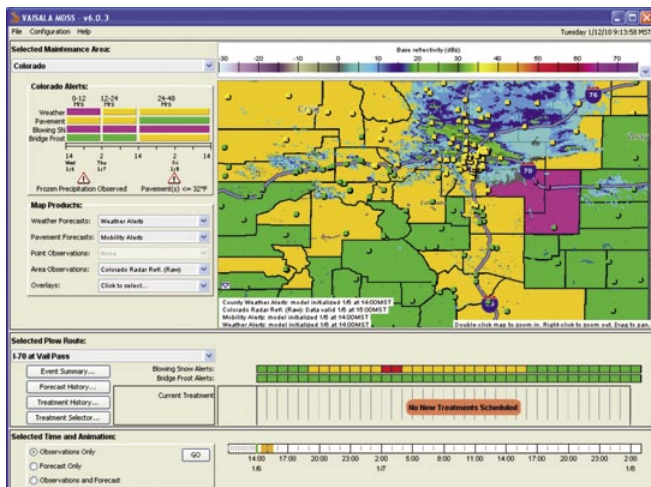 VAISALA MDSS - v6.0.3
File Configuration Help
Tuesday 1/12/10 9:13:58 AM
Selected Maintenance Area:
Colorado
Base reflectivity (dBz)
-30 -20 -10 0 10 20 30 40 50 60 70
Colorado Alerts:
0-12 12-24 24-48
Hrs Hrs Hrs
Weather
Pavement
Blowing SN
Bridge Frost
14 2 14 2 14
Wed Thu Fri
1/6 1/7 1/8
Frozen Precipitation Observed Pavement(s) <= 32°F
Map Products:
Weather Forecasts: Weather Alerts
Pavement Forecasts: Mobility Alerts
Point Observations: None
Area Observations: Colorado Radar Refl. (Raw)
Overlays: Click to select...
76
70
County Weather Alerts: model initialized 1/6 at 14:00MST
Colorado Radar Refl. (Raw): Data valid 1/6 at 15:00MST
Mobility Alerts: model initialized 1/6 at 14:00MST
Weather Alerts: model initialized 1/6 at 14:00MST
Double-click map to zoom in. Right-click to zoom out. Drag to pan.
Selected Plow Route:
I-70 at Vail Pass
Event Summary...
Forecast History...
Treatment History...
Treatment Selector...
Blowing Snow Alerts:
Bridge Frost Alerts:
Current Treatment
No New Treatments Scheduled
Selected Time and Animation:
Observations Only
Forecast Only
Observations and Forecast
GO
14:00 17:00 20:00 23:00 2:00 5:00 8:00 11:00 14:00 17:00 20:00 23:00 2:00
1/6 1/7 1/8